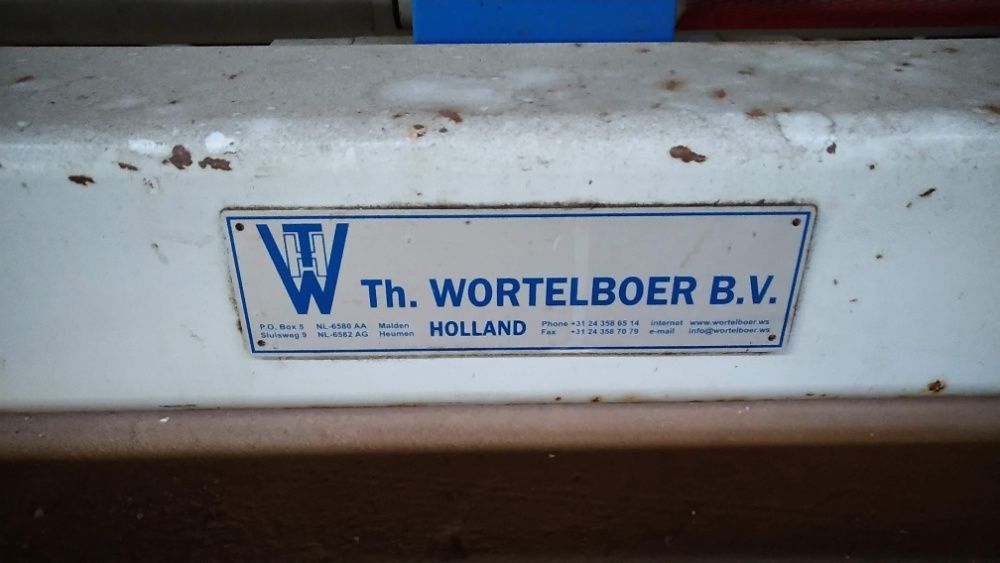 THW
Th. WORTELBOER B.V.
P.O. Box 5 NL-6580 AA Malden HOLLAND Phone +31 24 358 65 14 internet www.wortelboer.ws
Sluisweg 9 NL-6582 AG Heumen Fax +31 24 358 70 79 e-mail info@wortelboer.ws